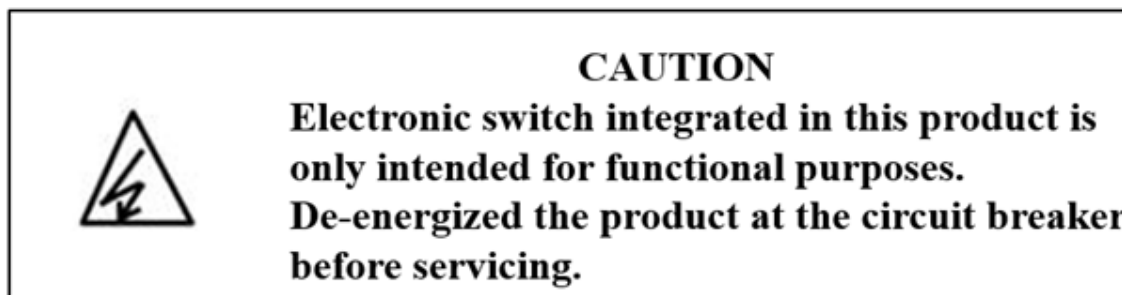 CAUTION
Electronic switch integrated in this product is
only intended for functional purposes.
De-energized the product at the circuit breaker
before servicing.